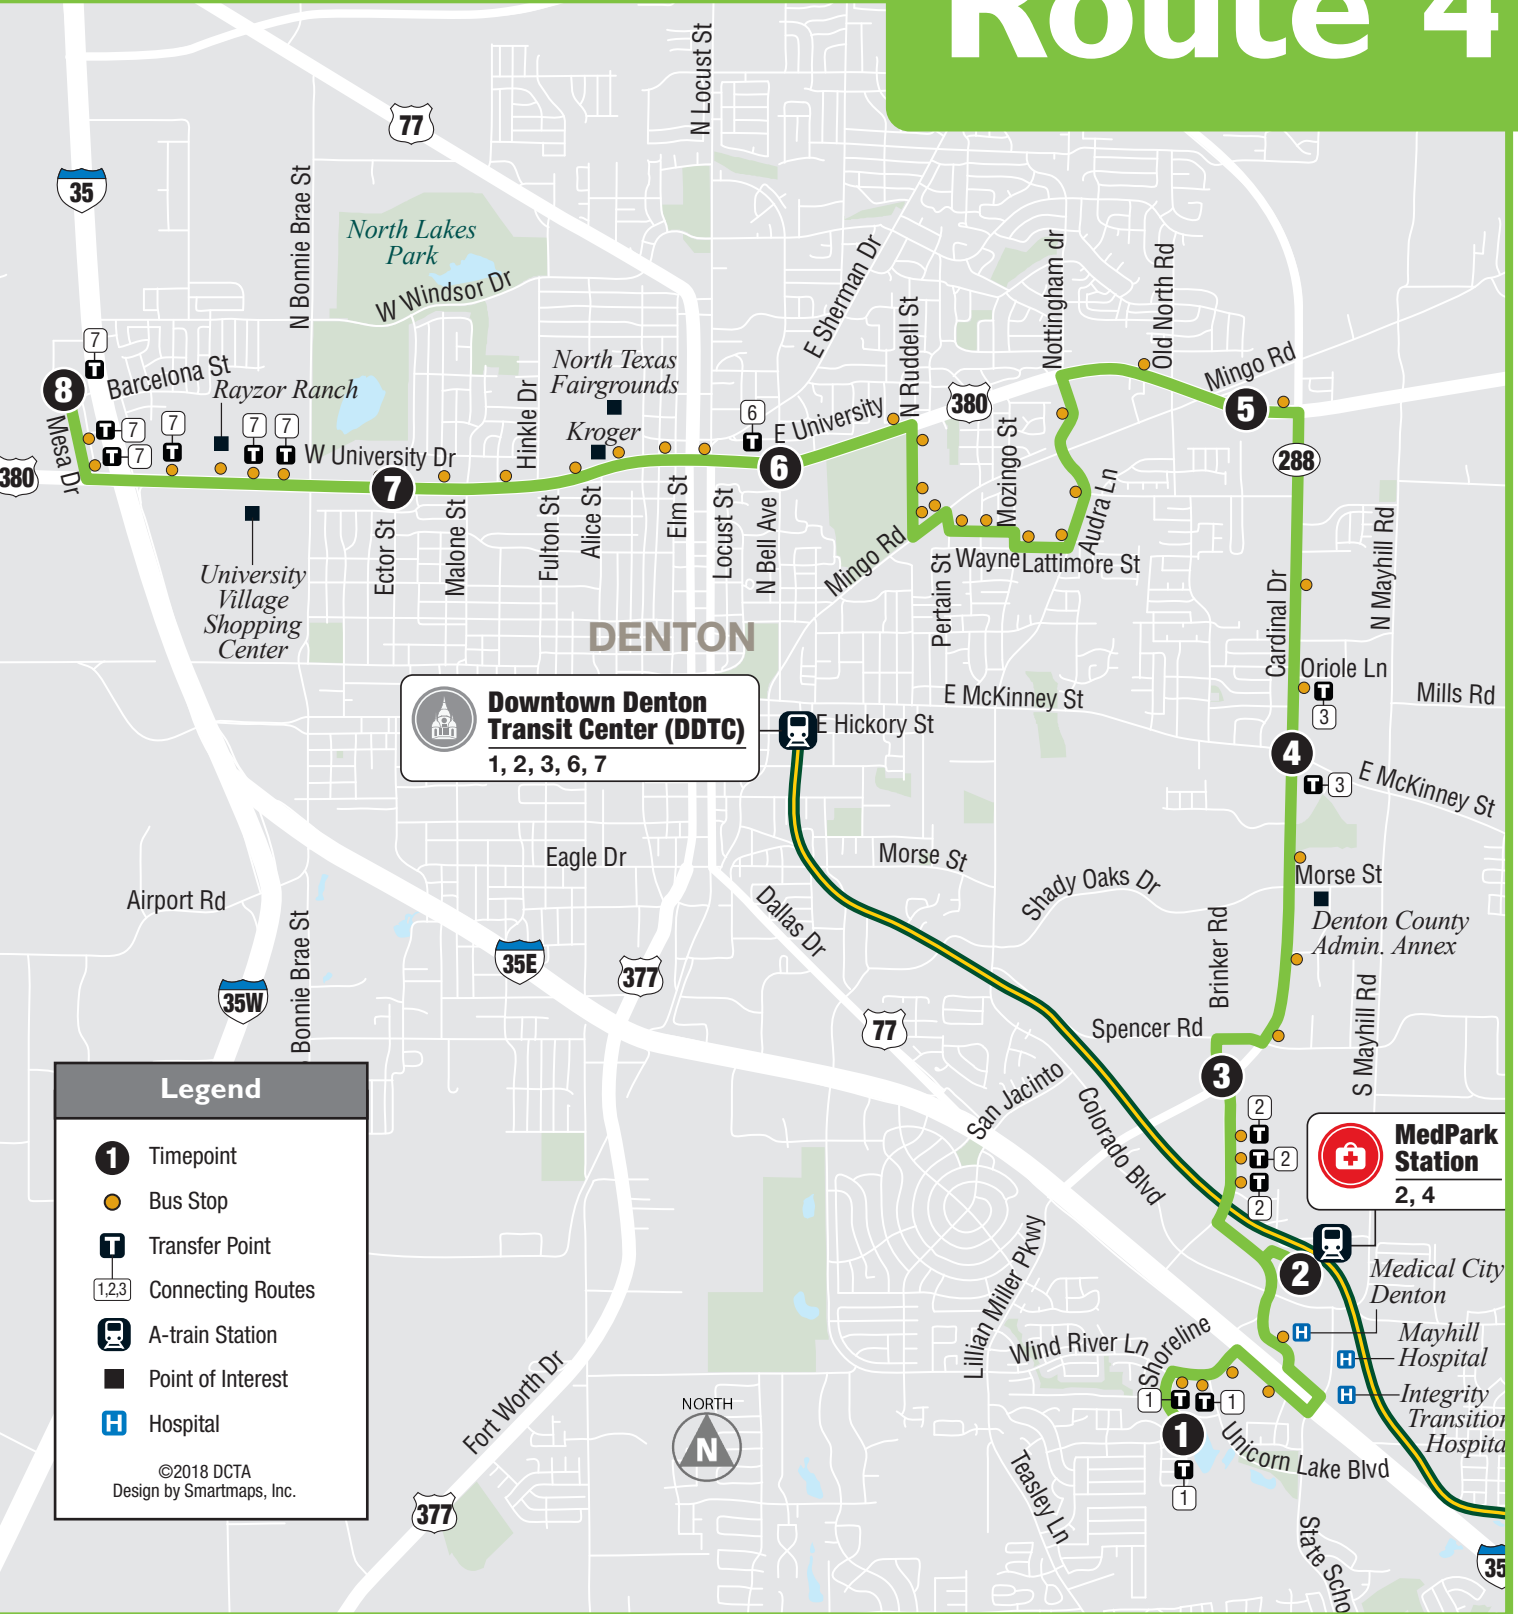 Route 4
N Locust St
77
35
N Bonnie Brae St
North Lakes
Park
W Windsor Dr
E Sherman Dr
Nottingham dr
Old North Rd
N Ruddell St
7
8
Barcelona St
Rayzor Ranch
North Texas
Fairgrounds
Hinkle Dr
Kroger
6
E University
380
Mozingo St
Mingo Rd
5
288
Mesa Dr
7
7
7
7
7
W University Dr
380
7
6
Audra Ln
N Mayhill Rd
University
Village
Shopping
Center
Ector St
Malone St
Fulton St
Alice St
Elm St
Locust St
N Bell Ave
Mingo Rd
Pertain St
Wayne
Lattimore St
Cardinal Dr
DENTON
Oriole Ln
3
Mills Rd
Downtown Denton
Transit Center (DDTC)
1, 2, 3, 6, 7
E Hickory St
E McKinney St
4
3
E McKinney St
Eagle Dr
Morse St
Shady Oaks Dr
Morse St
Denton County
Admin. Annex
Airport Rd
Dallas Dr
Brinker Rd
35E
377
35W
Bonnie Brae St
77
Spencer Rd
S Mayhill Rd
3
San Jacinto
Colorado Blvd
2
2
2
MedPark
Station
2, 4
2
Medical City
Denton
H
Mayhill
Hospital
H
Integrity
H
Lillian Miller Pkwy
Wind River Ln
Shoreline
1
1
1
1
Unicorn Lake Blvd
Teasley Ln
Fort Worth Dr
377
NORTH
N
35
Legend
1 Timepoint
Bus Stop
T Transfer Point
1,2,3 Connecting Routes
A-train Station
Point of Interest
H Hospital
©2018 DCTA
Design by Smartmaps, Inc.
State